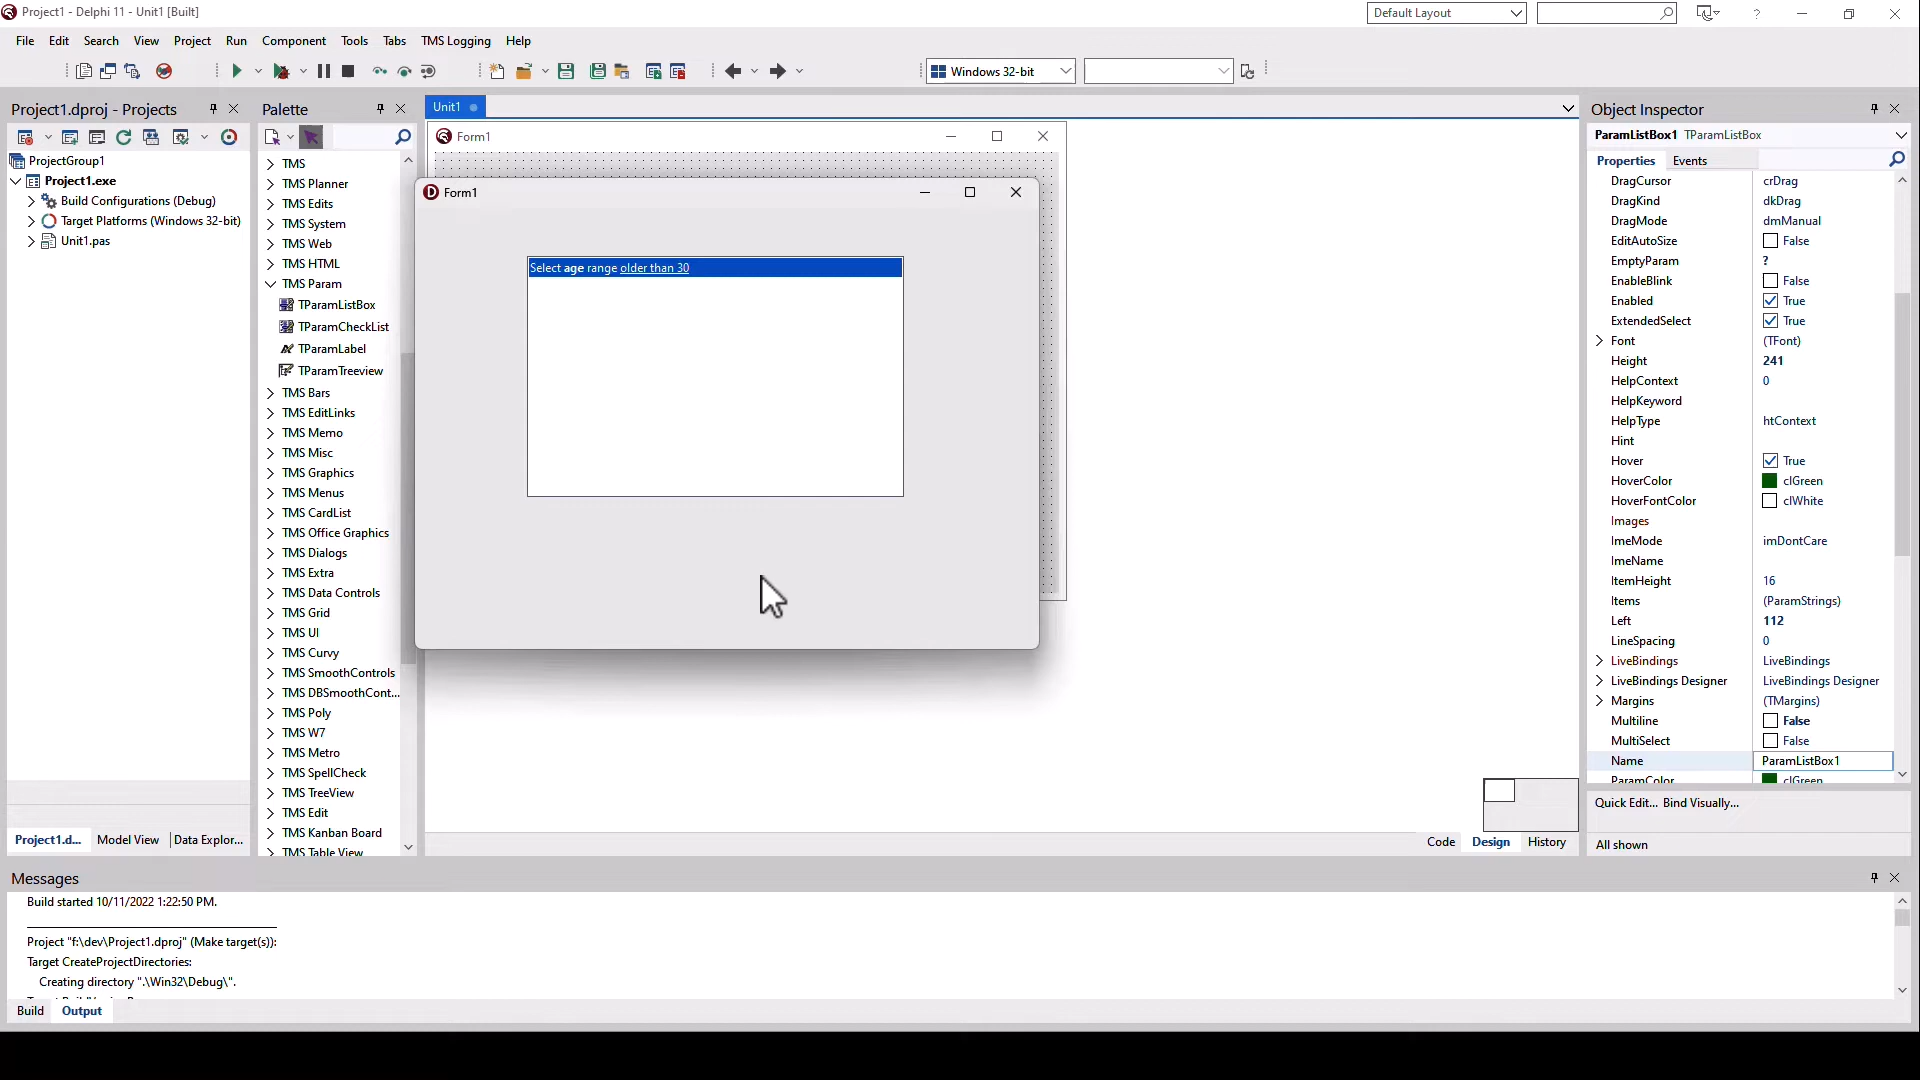 Project1 - Delphi 11 - Unit1 [Built]
Default Layout
File Edit Search View Project Run Component Tools Tabs TMS Logging Help
Windows 32-bit
Project1.dproj - Projects
ProjectGroup1
Project1.exe
Build Configurations (Debug)
Target Platforms (Windows 32-bit)
Unit1.pas
Project1.d... Model View Data Explor...
Palette
TMS
TMS Planner
TMS Edits
TMS System
TMS Web
TMS HTML
TMS Param
TParamListBox
TParamCheckList
TParamLabel
TParamTreeview
TMS Bars
TMS EditLinks
TMS Memo
TMS Misc
TMS Graphics
TMS Menus
TMS CardList
TMS Office Graphics
TMS Dialogs
TMS Extra
TMS Data Controls
TMS Grid
TMS UI
TMS Curvy
TMS SmoothControls
TMS DBSmoothCont...
TMS Poly
TMS W7
TMS Metro
TMS SpellCheck
TMS TreeView
TMS Edit
TMS Kanban Board
TMS Table View
Unit1
Form1
Form1
Select age range older than 30
Code Design History
Object Inspector
ParamListBox1 TParamListBox
Properties Events
DragCursor crDrag
DragKind dkDrag
DragMode dmManual
EditAutoSize False
EmptyParam ?
EnableBlink False
Enabled True
ExtendedSelect True
Font (TFont)
Height 241
HelpContext 0
HelpKeyword
HelpType htContext
Hint
Hover True
HoverColor clGreen
HoverFontColor clWhite
Images
ImeMode imDontCare
ImeName
ItemHeight 16
Items (ParamStrings)
Left 112
LineSpacing 0
LiveBindings LiveBindings
LiveBindings Designer LiveBindings Designer
Margins (TMargins)
Multiline False
MultiSelect False
Name ParamListBox1
ParamColor clGreen
Quick Edit... Bind Visually...
All shown
Messages
Build started 10/11/2022 1:22:50 PM.
Project "f:\dev\Project1.dproj" (Make target(s)):
Target CreateProjectDirectories:
Creating directory ".\Win32\Debug\".
Build Output